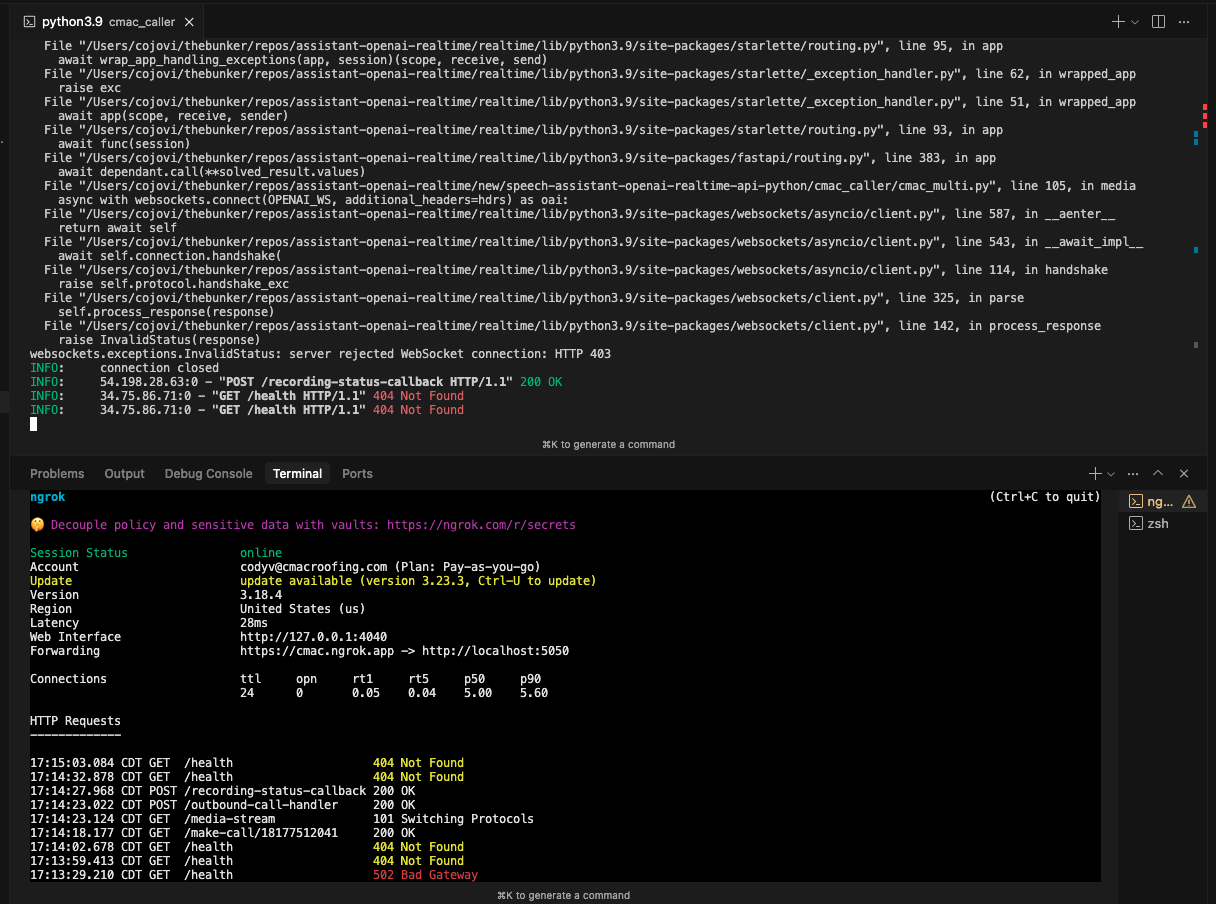 python3.9 cmac_caller
File "/Users/cojovi/thebunker/repos/assistant-openai-realtime/realtime/lib/python3.9/site-packages/starlette/routing.py", line 95, in app
await wrap_app_handling_exceptions(app, session)(scope, receive, send)
File "/Users/cojovi/thebunker/repos/assistant-openai-realtime/realtime/lib/python3.9/site-packages/starlette/_exception_handler.py", line 62, in wrapped_app
raise exc
File "/Users/cojovi/thebunker/repos/assistant-openai-realtime/realtime/lib/python3.9/site-packages/starlette/_exception_handler.py", line 51, in wrapped_app
await app(scope, receive, sender)
File "/Users/cojovi/thebunker/repos/assistant-openai-realtime/realtime/lib/python3.9/site-packages/starlette/routing.py", line 93, in app
await func(session)
File "/Users/cojovi/thebunker/repos/assistant-openai-realtime/realtime/lib/python3.9/site-packages/fastapi/routing.py", line 383, in app
await dependant.call(**solved_result.values)
File "/Users/cojovi/thebunker/repos/assistant-openai-realtime/new/speech-assistant-openai-realtime-api-python/cmac_caller/cmac_multi.py", line 105, in media
async with websockets.connect(OPENAI_WS, additional_headers=hdrs) as oai:
File "/Users/cojovi/thebunker/repos/assistant-openai-realtime/realtime/lib/python3.9/site-packages/websockets/asyncio/client.py", line 587, in __aenter__
return await self
File "/Users/cojovi/thebunker/repos/assistant-openai-realtime/realtime/lib/python3.9/site-packages/websockets/asyncio/client.py", line 543, in __await_impl__
await self.connection.handshake(
File "/Users/cojovi/thebunker/repos/assistant-openai-realtime/realtime/lib/python3.9/site-packages/websockets/asyncio/client.py", line 114, in handshake
raise self.protocol.handshake_exc
File "/Users/cojovi/thebunker/repos/assistant-openai-realtime/realtime/lib/python3.9/site-packages/websockets/client.py", line 325, in parse
self.process_response(response)
File "/Users/cojovi/thebunker/repos/assistant-openai-realtime/realtime/lib/python3.9/site-packages/websockets/client.py", line 142, in process_response
raise InvalidStatus(response)
websockets.exceptions.InvalidStatus: server rejected WebSocket connection: HTTP 403
INFO: connection closed
INFO: 54.198.28.63:0 - "POST /recording-status-callback HTTP/1.1" 200 OK
INFO: 34.75.86.71:0 - "GET /health HTTP/1.1" 404 Not Found
INFO: 34.75.86.71:0 - "GET /health HTTP/1.1" 404 Not Found
⌘K to generate a command
Problems Output Debug Console Terminal Ports
ngrok (Ctrl+C to quit)
🤫 Decouple policy and sensitive data with vaults: https://ngrok.com/r/secrets
Session Status online
Account codyv@cmacroofing.com (Plan: Pay-as-you-go)
Update update available (version 3.23.3, Ctrl-U to update)
Version 3.18.4
Region United States (us)
Latency 28ms
Web Interface http://127.0.0.1:4040
Forwarding https://cmac.ngrok.app -> http://localhost:5050
Connections ttl opn rt1 rt5 p50 p90
24 0 0.05 0.04 5.00 5.60
HTTP Requests
-------------
17:15:03.084 CDT GET /health 404 Not Found
17:14:32.878 CDT GET /health 404 Not Found
17:14:27.968 CDT POST /recording-status-callback 200 OK
17:14:23.022 CDT POST /outbound-call-handler 200 OK
17:14:23.124 CDT GET /media-stream 101 Switching Protocols
17:14:18.177 CDT GET /make-call/18177512041 200 OK
17:14:02.678 CDT GET /health 404 Not Found
17:13:59.413 CDT GET /health 404 Not Found
17:13:29.210 CDT GET /health 502 Bad Gateway
ng...
zsh
⌘K to generate a command